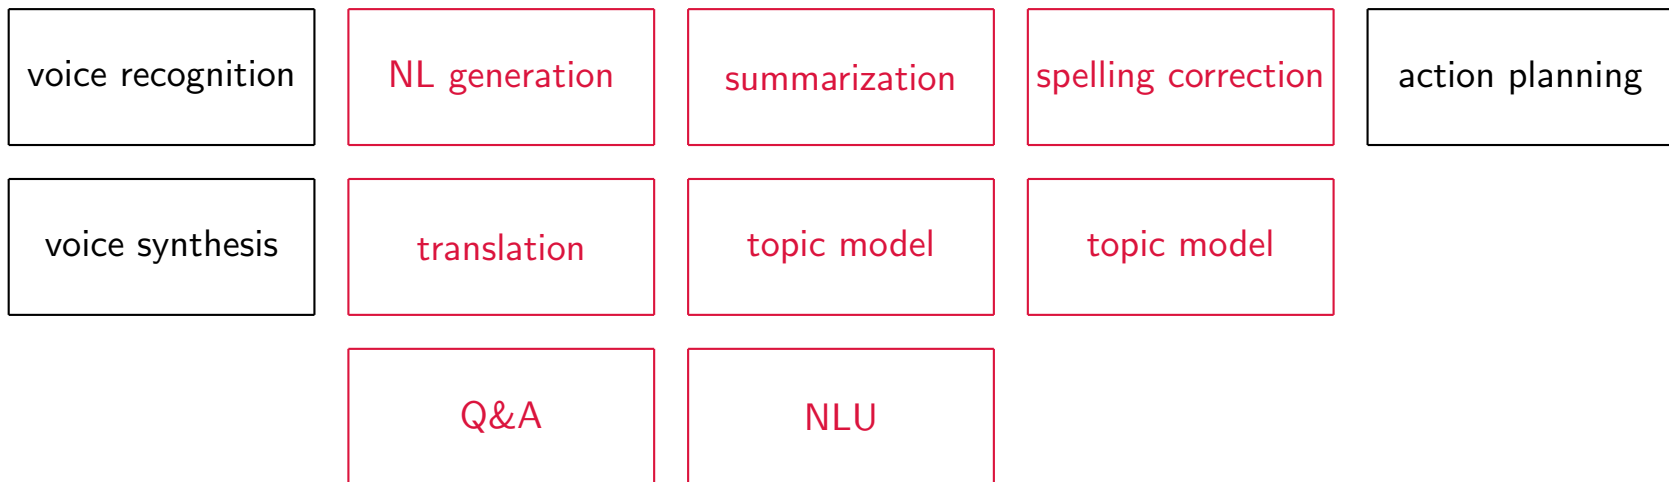 voice recognition
NL generation
summarization
spelling correction
action planning
voice synthesis
translation
topic model
topic model
Q&A
NLU